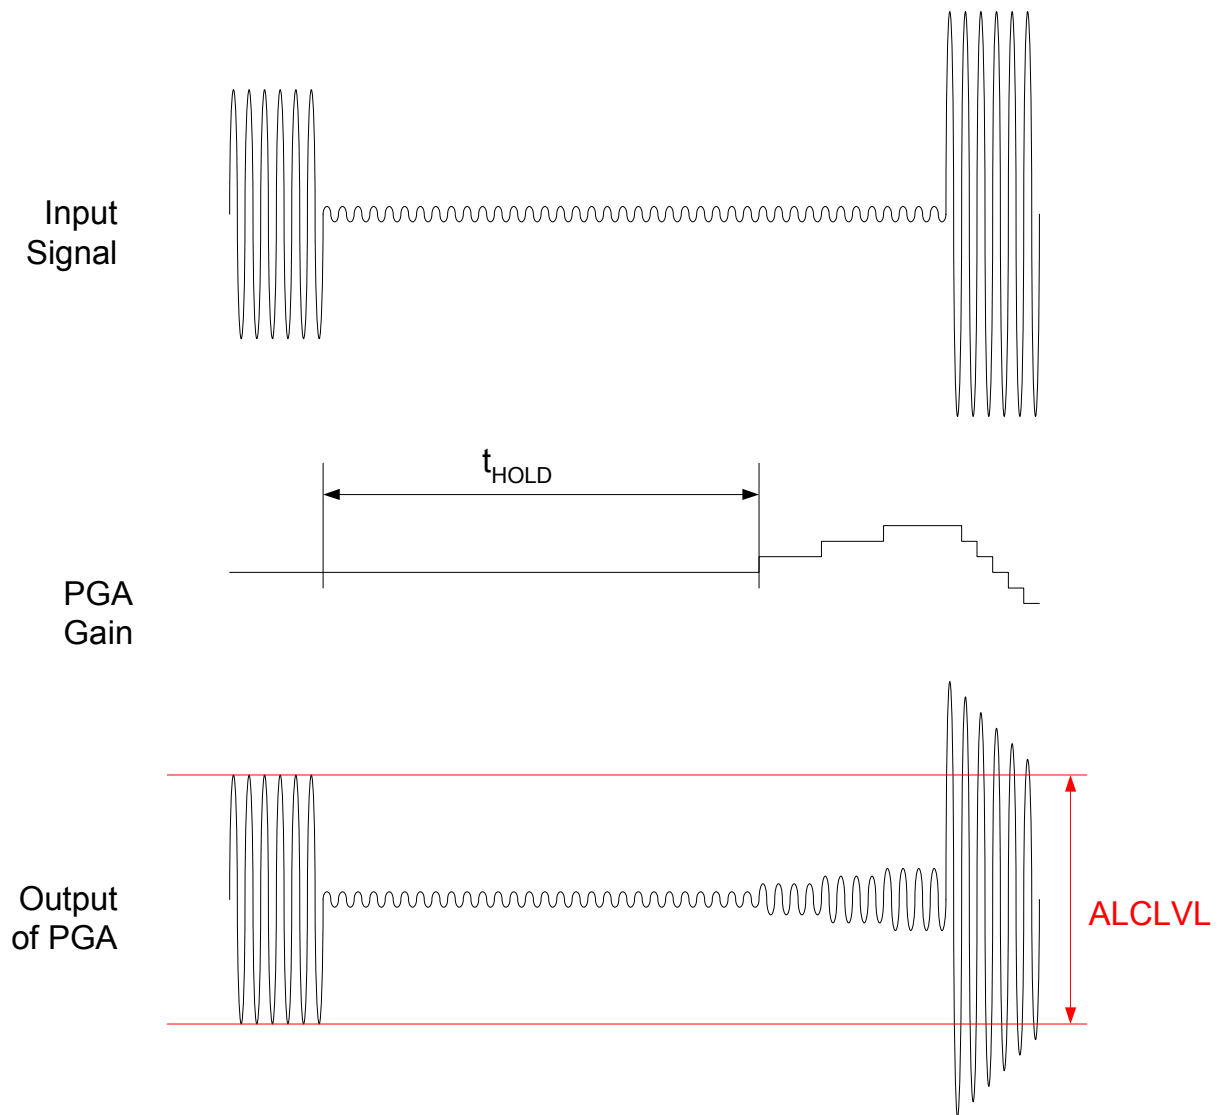 Input
Signal
tHOLD
PGA
Gain
Output
of PGA
ALCLVL